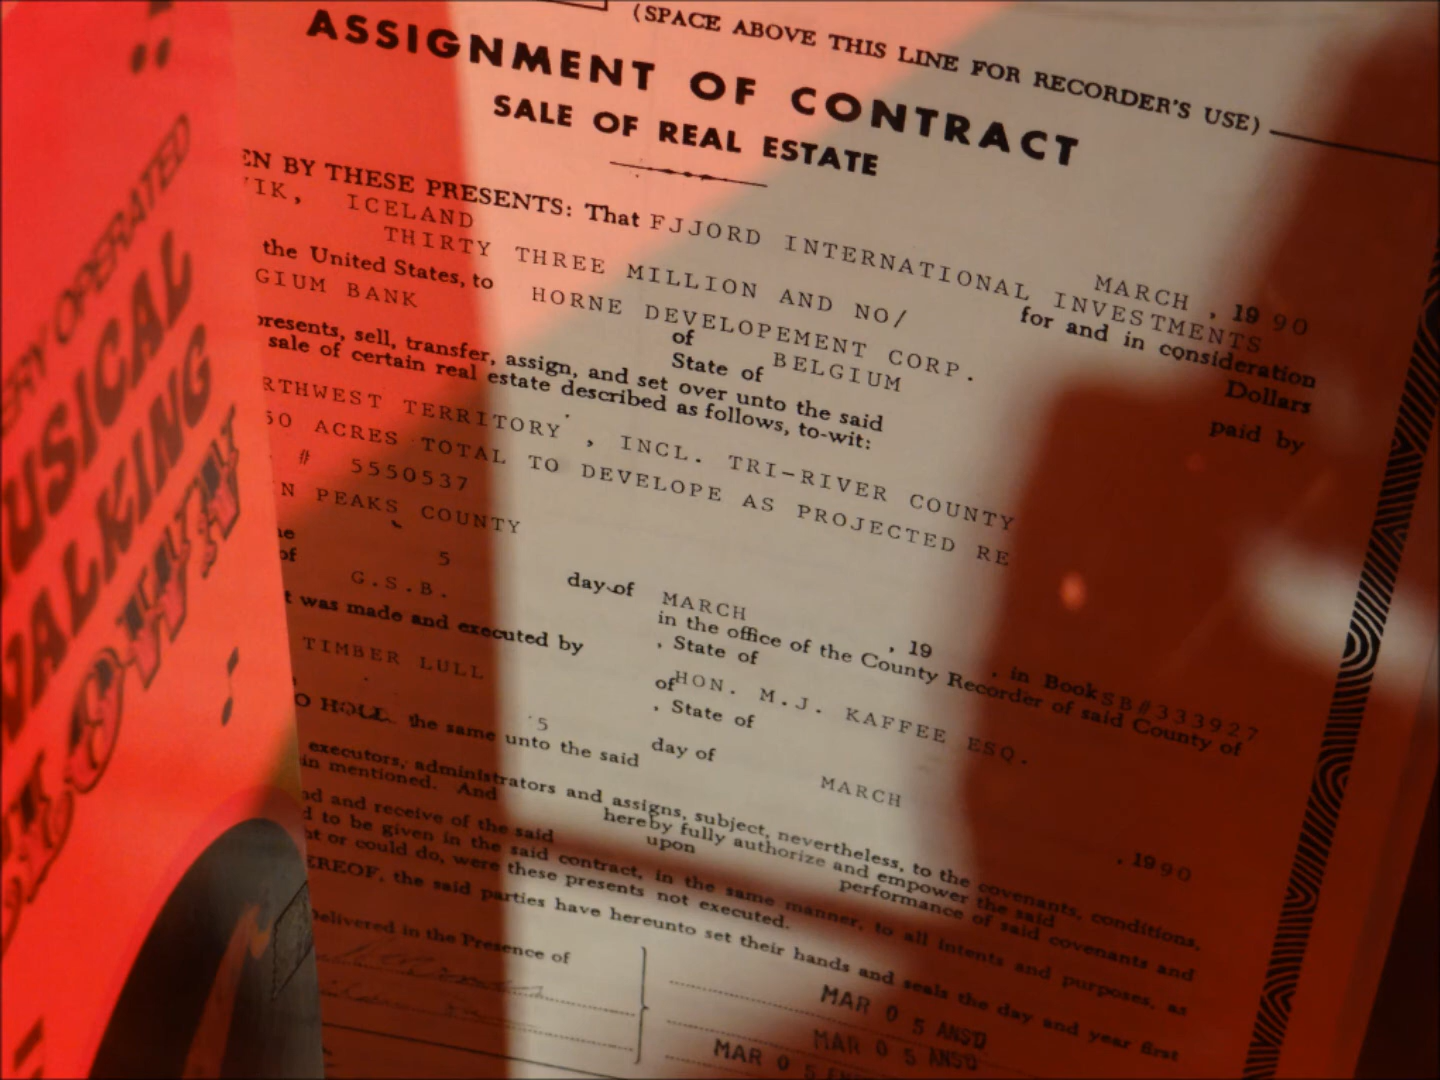 (SPACE ABOVE THIS LINE FOR RECORDER'S USE)
ASSIGNMENT OF CONTRACT
SALE OF REAL ESTATE
EN BY THESE PRESENTS: That FJJORD INTERNATIONAL INVESTMENTS
MARCH , 19 90
IK, ICELAND
for and in consideration
THIRTY THREE MILLION AND NO/
Dollars
the United States, to HORNE DEVELOPEMENT CORP.
paid by
GIUM BANK of
State of BELGIUM
presents, sell, transfer, assign, and set over unto the said
sale of certain real estate described as follows, to-wit:
RTHWEST TERRITORY , INCL. TRI-RIVER COUNTY
50 ACRES TOTAL TO DEVELOPE AS PROJECTED RE
# 5550537
N PEAKS COUNTY
5 day of MARCH , 19 , in Book SB#333927
of G.S.B. in the office of the County Recorder of said County of
, State of
t was made and executed by
of HON. M.J. KAFFEE ESQ.
TIMBER LULL , State of
5 day of MARCH , 19 90
O HOLD the same unto the said
executors, administrators and assigns, subject, nevertheless, to the covenants, conditions,
in mentioned. And hereby fully authorize and empower the said
nd and receive of the said upon performance of said covenants and
d to be given in the said contract, in the same manner, to all intents and purposes, as
ht or could do, were these presents not executed.
EREOF, the said parties have hereunto set their hands and seals the day and year first
Delivered in the Presence of
MAR 0 5
MAR 0 5
MAR 0 5
ERY OPERATED
USICAL
WALKING